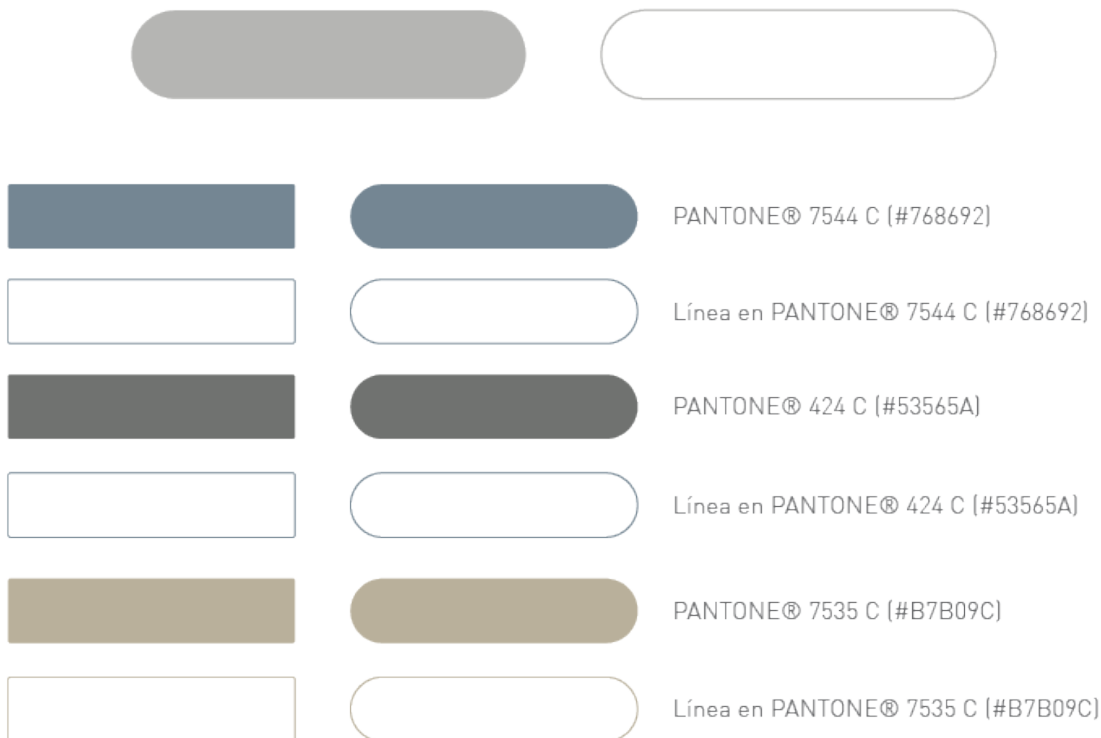 PANTONE® 7544 C (#768692)
Línea en PANTONE® 7544 C (#768692)
PANTONE® 424 C (#53565A)
Línea en PANTONE® 424 C (#53565A)
PANTONE® 7535 C (#B7B09C)
Línea en PANTONE® 7535 C (#B7B09C)